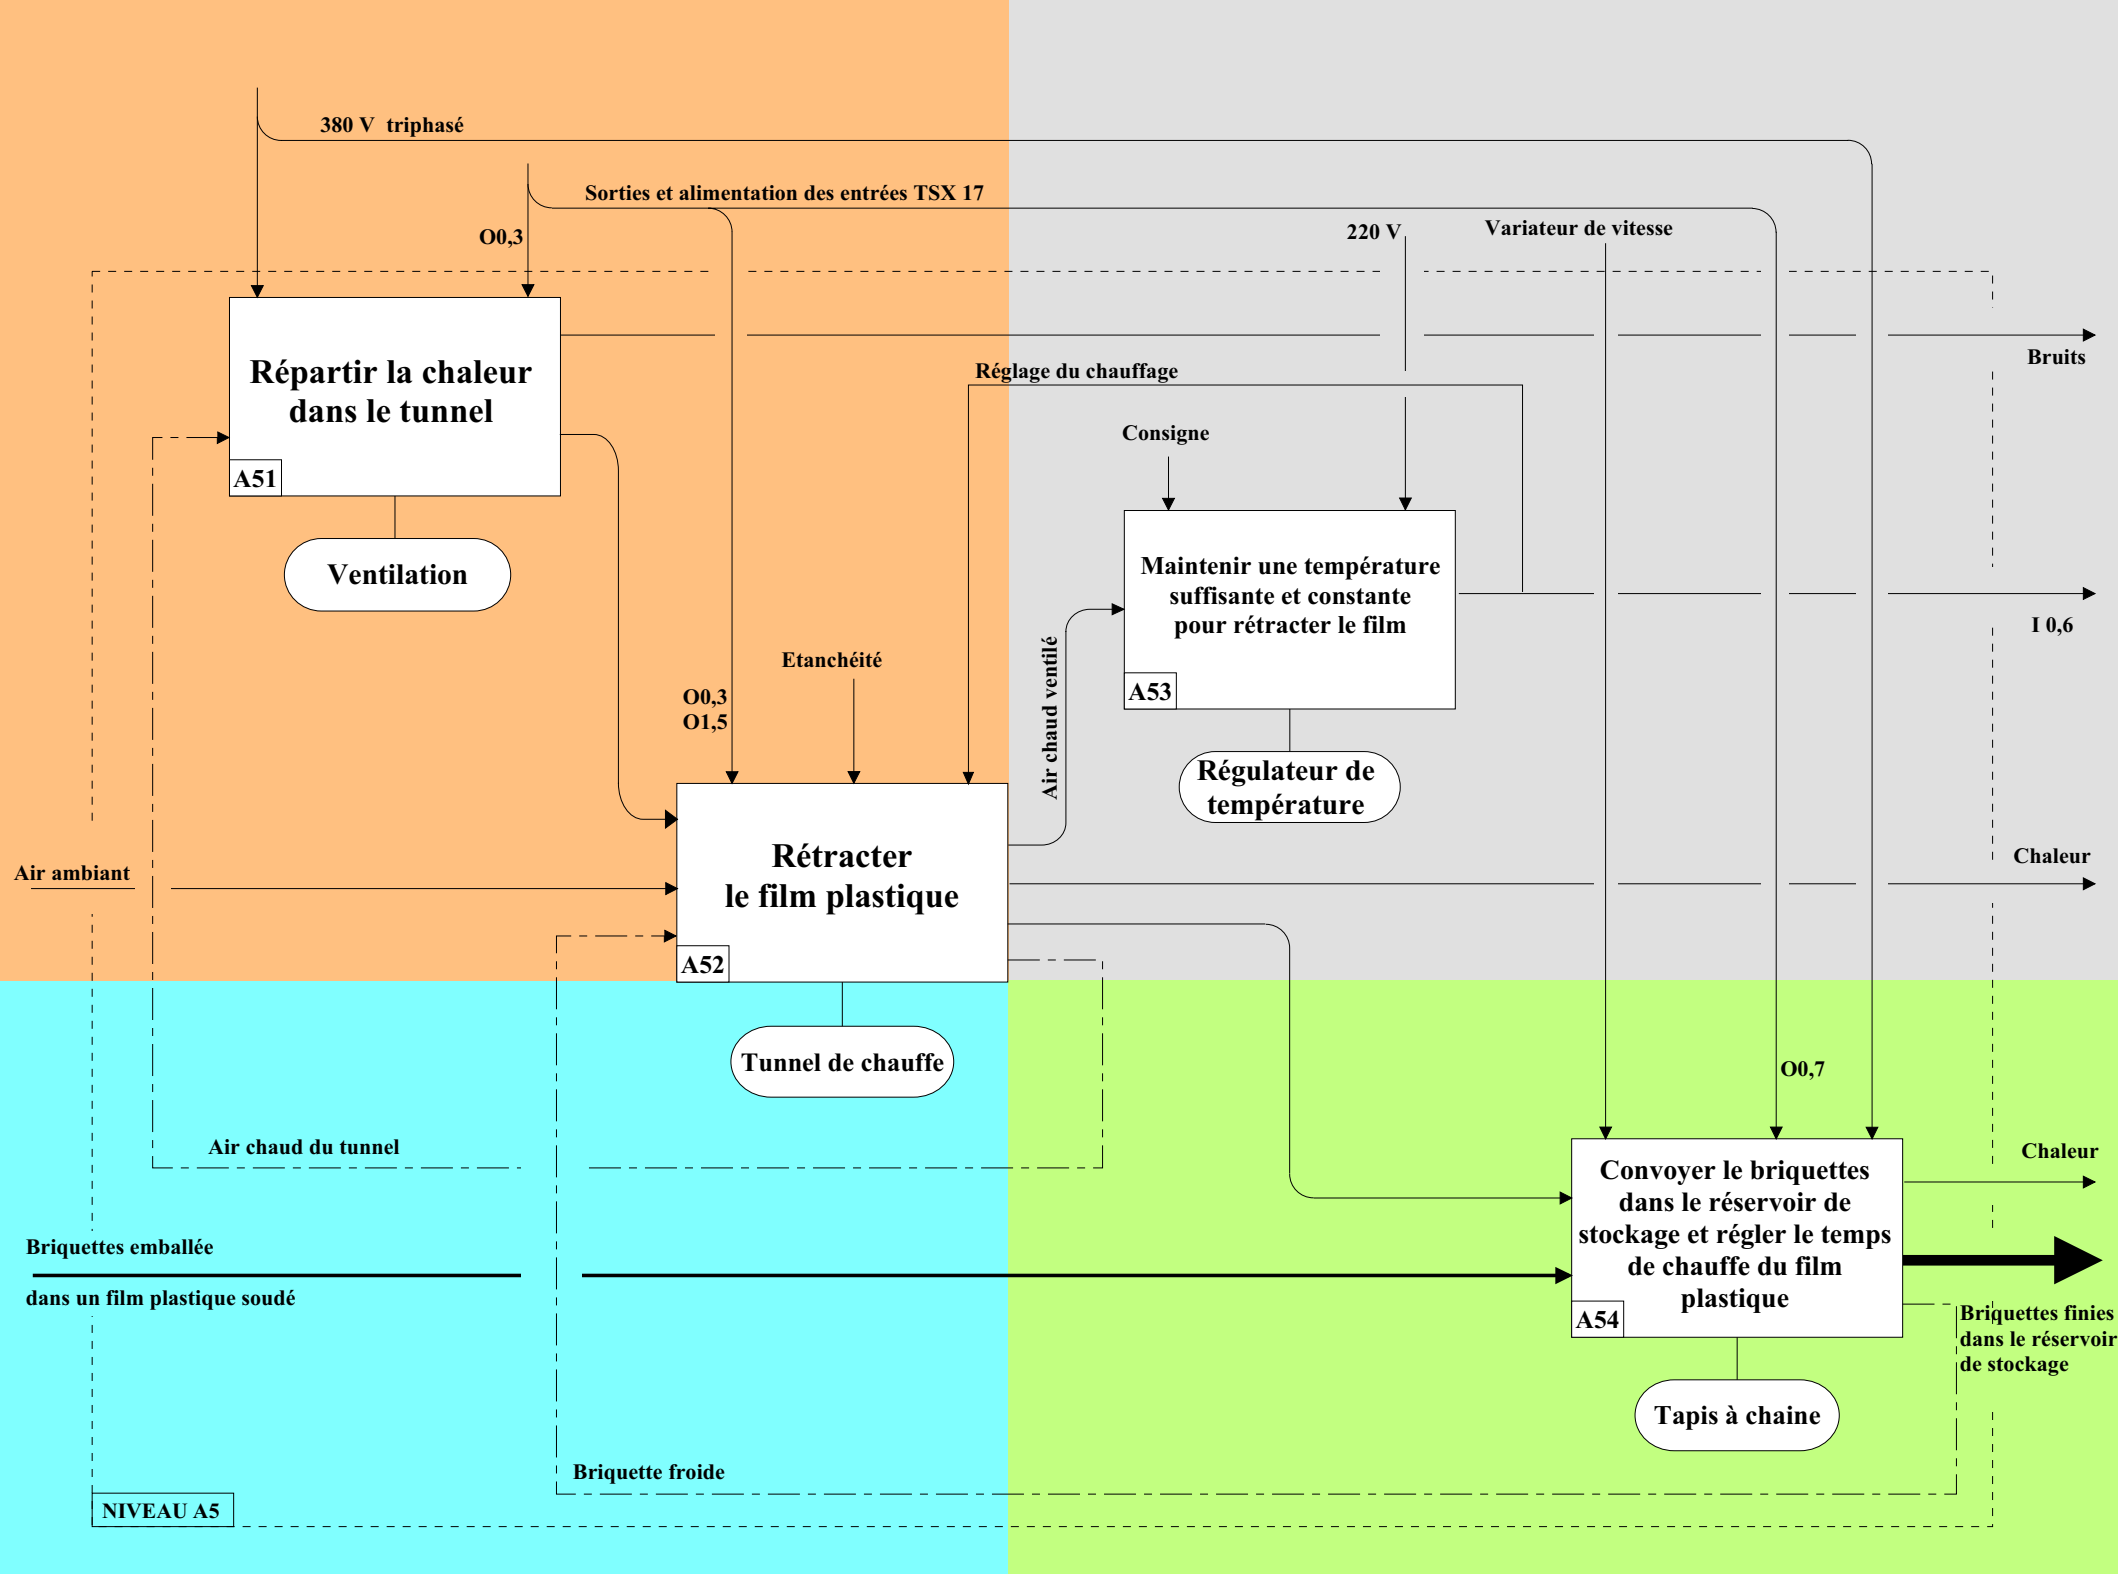 380 V  triphasé
Sorties et alimentation des entrées TSX 17
O0,3
220 V
Variateur de vitesse
Répartir la chaleur
dans le tunnel
A51
Ventilation
Bruits
Réglage du chauffage
Consigne
Maintenir une température
suffisante et constante
pour rétracter le film
A53
Régulateur de
température
I 0,6
Etanchéité
O0,3
O1,5
Air chaud ventilé
Air ambiant
Rétracter
le film plastique
A52
Tunnel de chauffe
Chaleur
O0,7
Air chaud du tunnel
Chaleur
Convoyer le briquettes
dans le réservoir de
stockage et régler le temps
de chauffe du film
plastique
A54
Tapis à chaine
Briquettes emballée
dans un film plastique soudé
Briquettes finies
dans le réservoir
de stockage
Briquette froide
NIVEAU A5